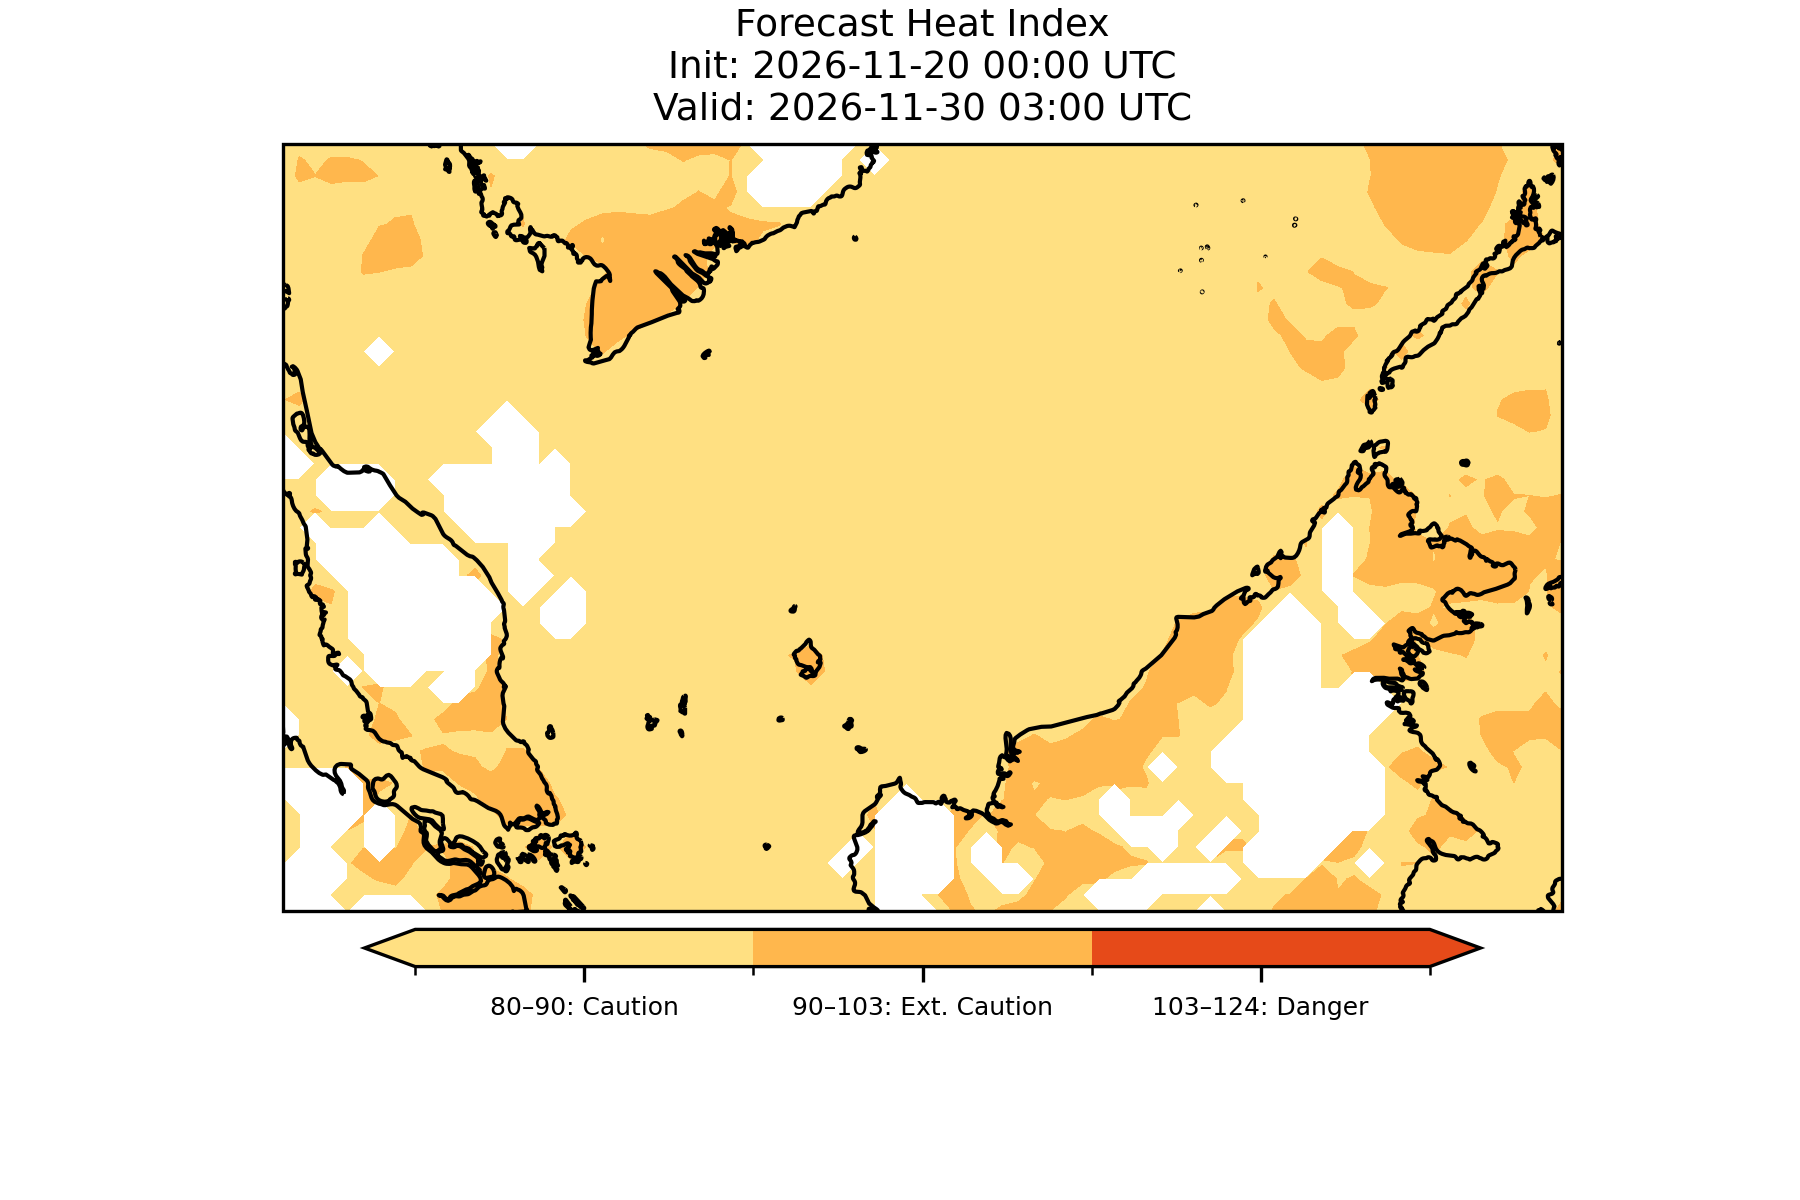 Forecast Heat Index
Init: 2026-11-20 00:00 UTC
Valid: 2026-11-30 03:00 UTC
80–90: Caution
90–103: Ext. Caution
103–124: Danger